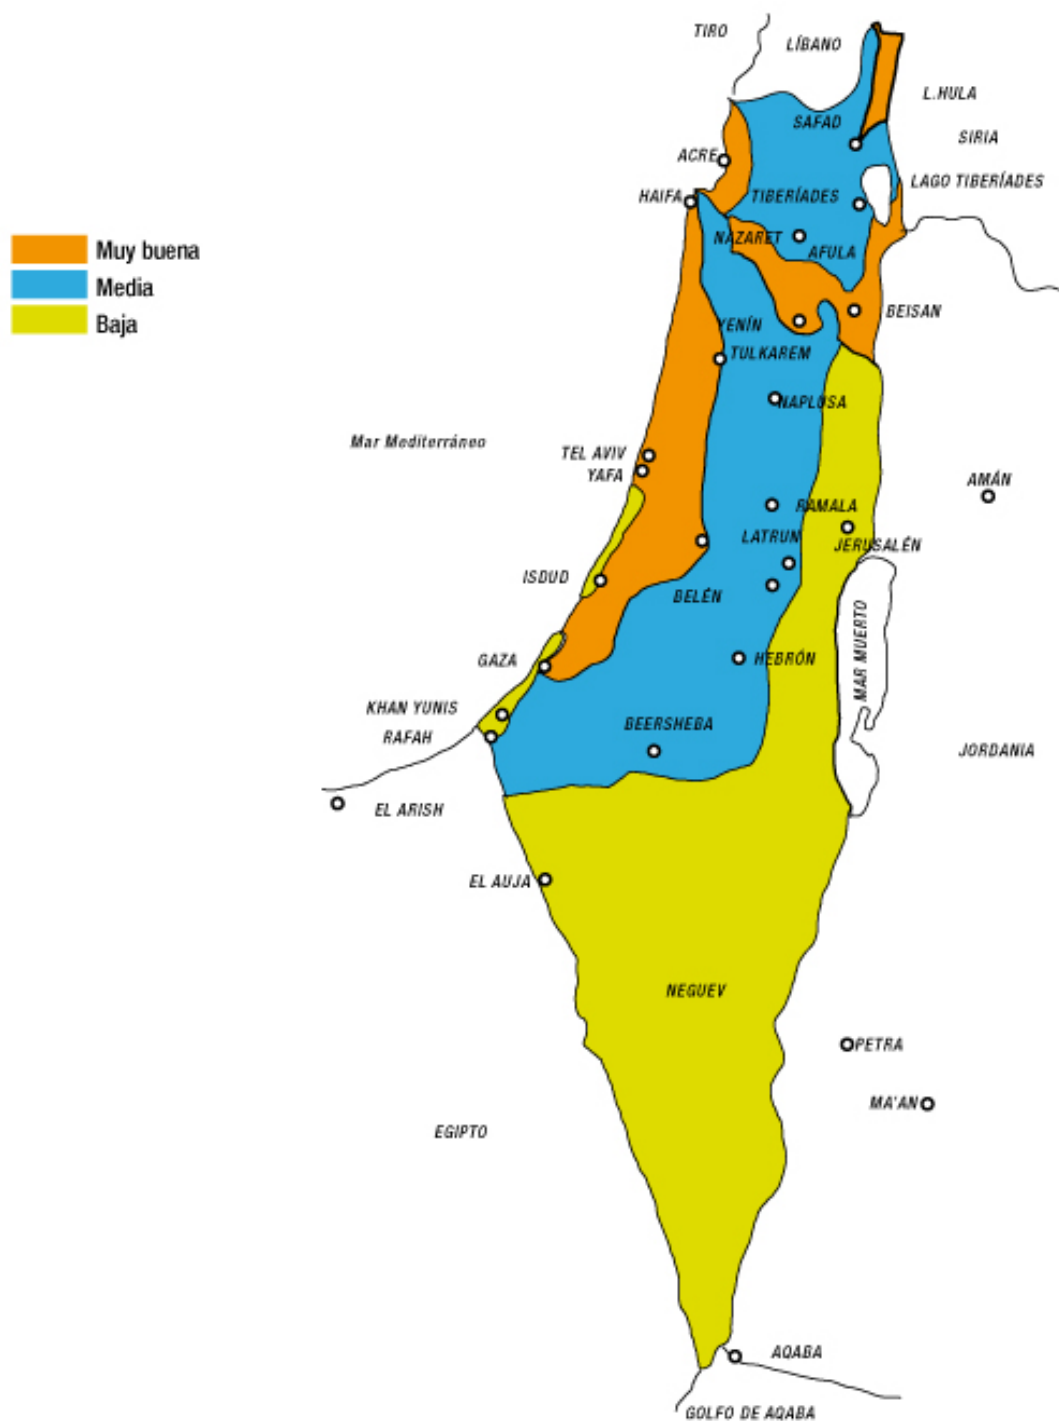 TIRO
LÍBANO
L.HULA
SAFAD
SIRIA
ACRE
LAGO TIBERÍADES
HAIFA
TIBERÍADES
NAZARET
AFULA
Muy buena
Media
Baja
BEISAN
YENÍN
TULKAREM
NAPLUSA
Mar Mediterráneo
TEL AVIV
YAFA
AMÁN
RAMALA
LATRUN
JERUSALÉN
ISDUD
BELÉN
MAR MUERTO
GAZA
HEBRÓN
KHAN YUNIS
RAFAH
BEERSHEBA
JORDANIA
EL ARISH
EL AUJA
NEGUEV
PETRA
MA'AN
EGIPTO
AQABA
GOLFO DE AQABA